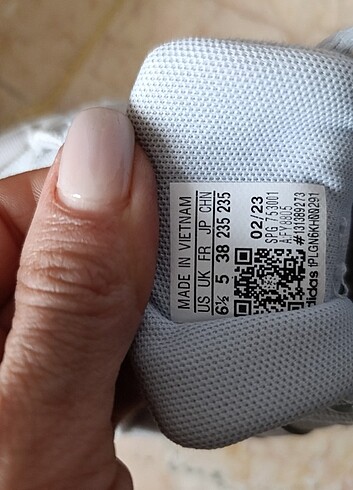 MADE IN VIETNAM
US UK FR JP CHN
6½ 5 38 235 235
02/23
SPG 753001
#131389273
adidas